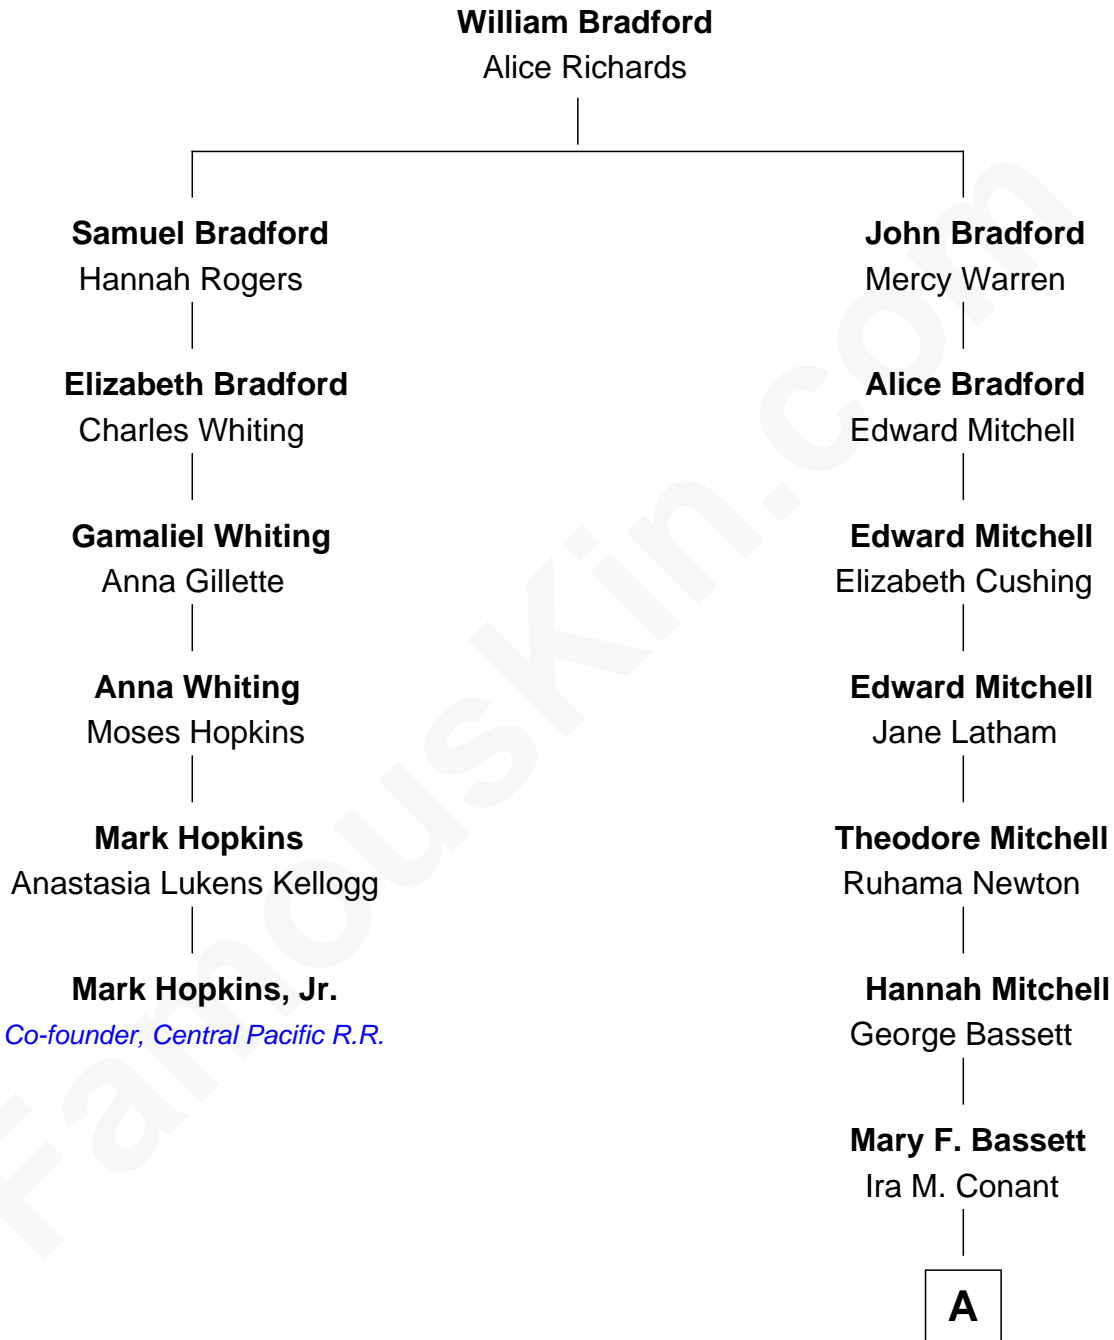 William Bradford
Alice Richards
Samuel Bradford
Hannah Rogers
John Bradford
Mercy Warren
Elizabeth Bradford
Charles Whiting
Alice Bradford
Edward Mitchell
Gamaliel Whiting
Anna Gillette
Edward Mitchell
Elizabeth Cushing
Anna Whiting
Moses Hopkins
Edward Mitchell
Jane Latham
Mark Hopkins
Anastasia Lukens Kellogg
Theodore Mitchell
Ruhama Newton
Mark Hopkins, Jr.
Co-founder, Central Pacific R.R.
Hannah Mitchell
George Bassett
Mary F. Bassett
Ira M. Conant
A
FamousKin.com